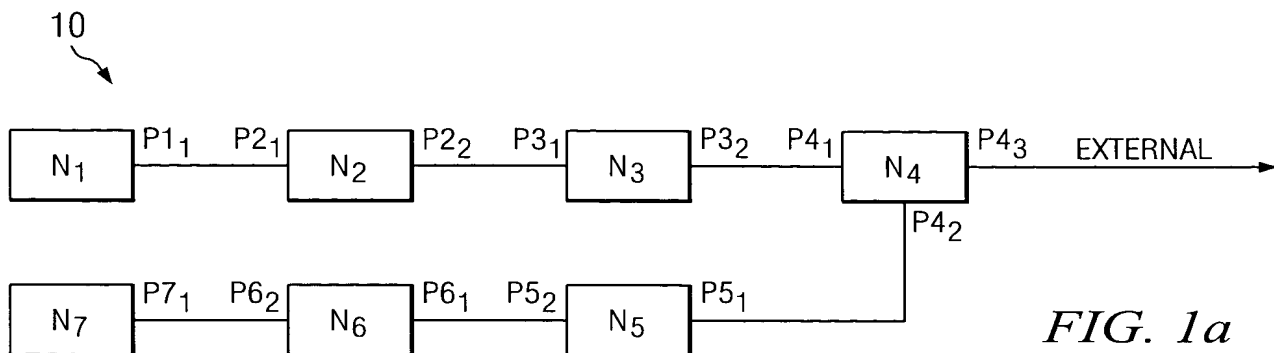 10
N1 P11 P21 N2 P22 P31 N3 P32 P41 N4 P43 EXTERNAL
P42
N7 P71 P62 N6 P61 P52 N5 P51
FIG. 1a